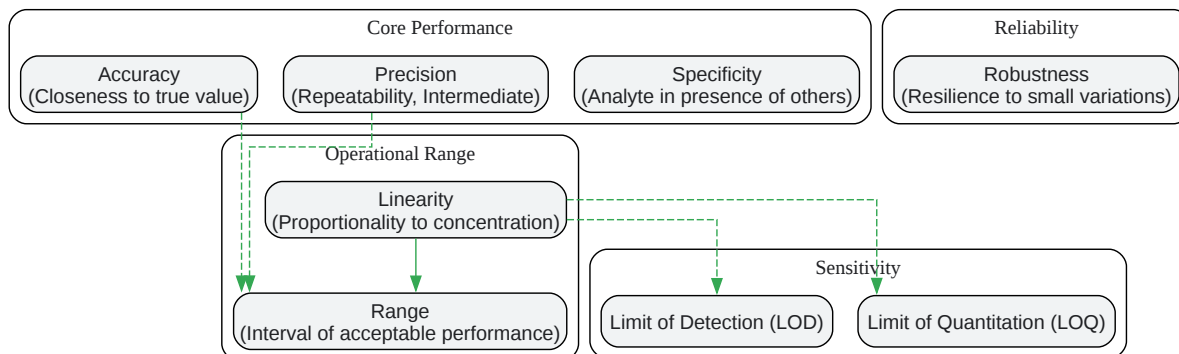 Core Performance
Accuracy
(Closeness to true value)
Precision
(Repeatability, Intermediate)
Specificity
(Analyte in presence of others)
Reliability
Robustness
(Resilience to small variations)
Operational Range
Linearity
(Proportionality to concentration)
Range
(Interval of acceptable performance)
Sensitivity
Limit of Detection (LOD)
Limit of Quantitation (LOQ)